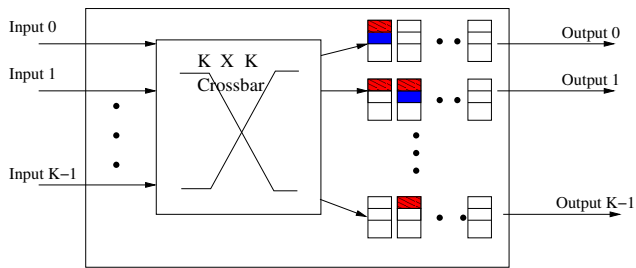 Input 0
Input 1
Input K−1
K X K
Crossbar
Output 0
Output 1
Output K−1